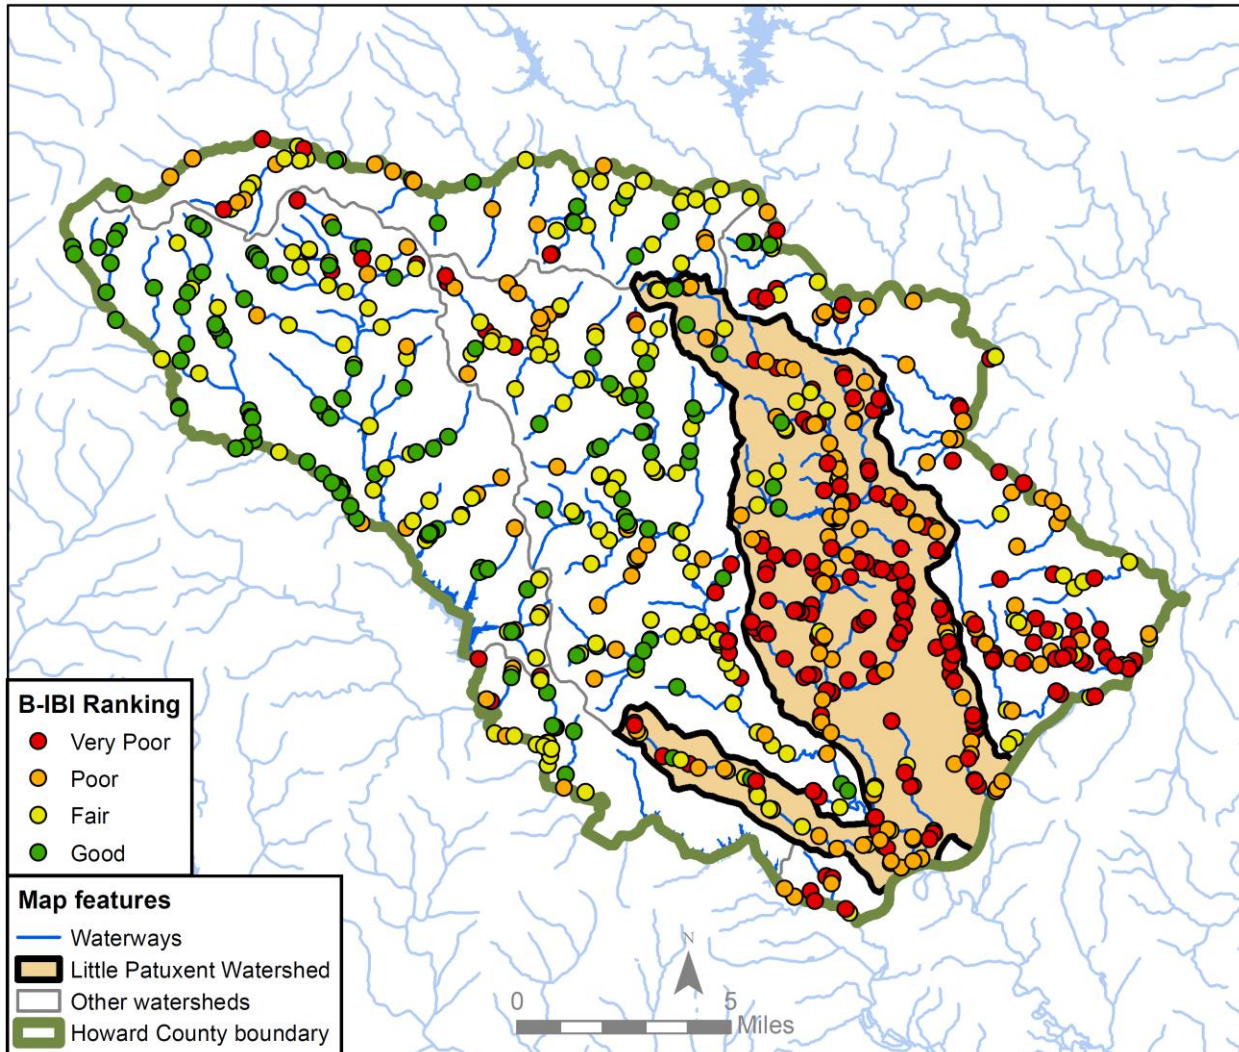 B-IBI Ranking
Very Poor
Poor
Fair
Good
Map features
Waterways
Little Patuxent Watershed
Other watersheds
Howard County boundary
N
0 5
Miles